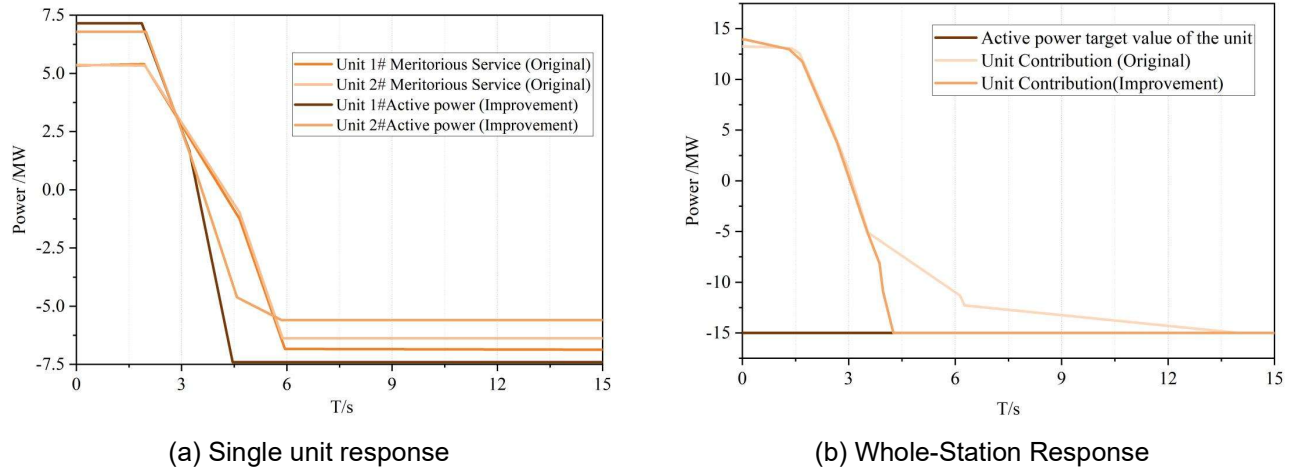 7.5
5.0
2.5
0.0
-2.5
-5.0
-7.5
Power /MW
Unit 1# Meritorious Service (Original)
Unit 2# Meritorious Service (Original)
Unit 1#Active power (Improvement)
Unit 2#Active power (Improvement)
0 3 6 9 12 15
T/s
(a) Single unit response
15
10
5
0
-5
-10
-15
Power /MW
Active power target value of the unit
Unit Contribution (Original)
Unit Contribution(Improvement)
0 3 6 9 12 15
T/s
(b) Whole-Station Response